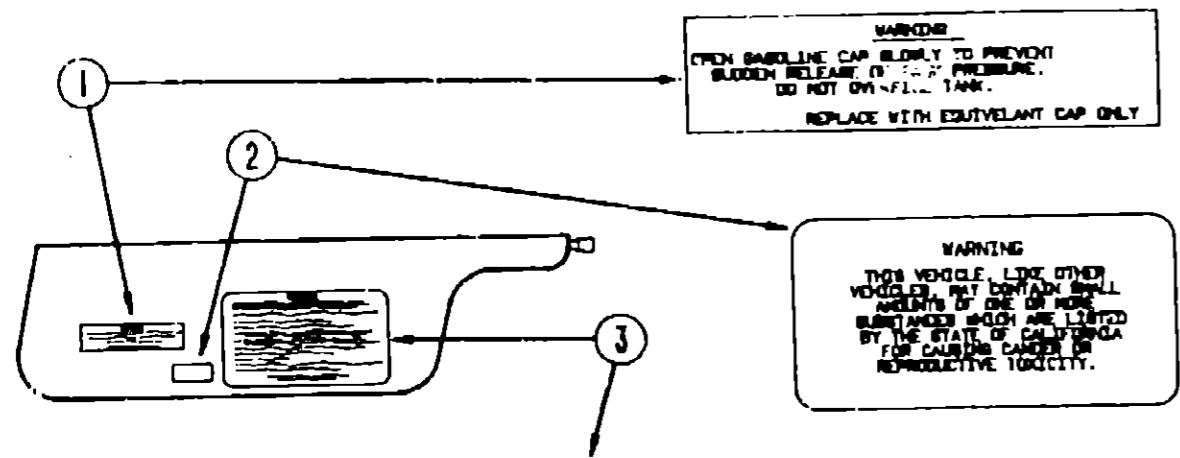 1
WARNING
OPEN GASOLINE CAP SLOWLY TO PREVENT
SUDDEN RELEASE OF TANK PRESSURE.
DO NOT OVERFILL TANK.
REPLACE WITH EQUIVELANT CAP ONLY
2
WARNING
THIS VEHICLE, LIKE OTHER
VEHICLES, MAY CONTAIN SMALL
AMOUNTS OF ONE OR MORE
SUBSTANCES WHICH ARE LISTED
BY THE STATE OF CALIFORNIA
FOR CAUSING CANCER OR
REPRODUCTIVE TOXICITY.
3